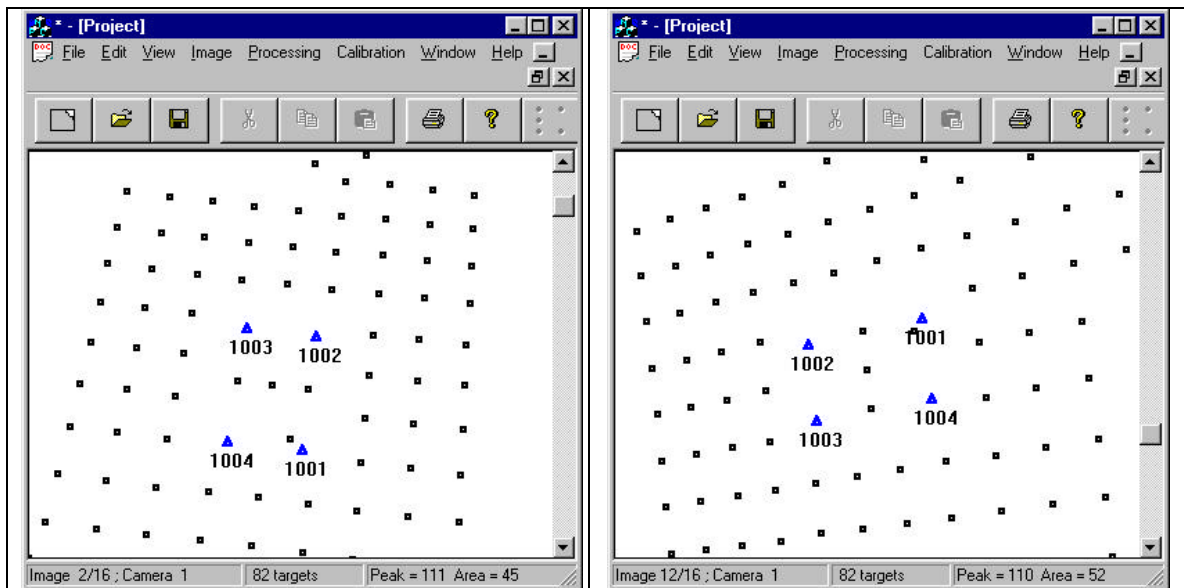 * - [Project]
File Edit View Image Processing Calibration Window Help
DOC
?
1003
1002
1004
1001
Image 2/16 ; Camera 1 82 targets Peak = 111 Area = 45
* - [Project]
File Edit View Image Processing Calibration Window Help
DOC
?
1001
1002
1004
1003
Image 12/16 ; Camera 1 82 targets Peak = 110 Area = 52